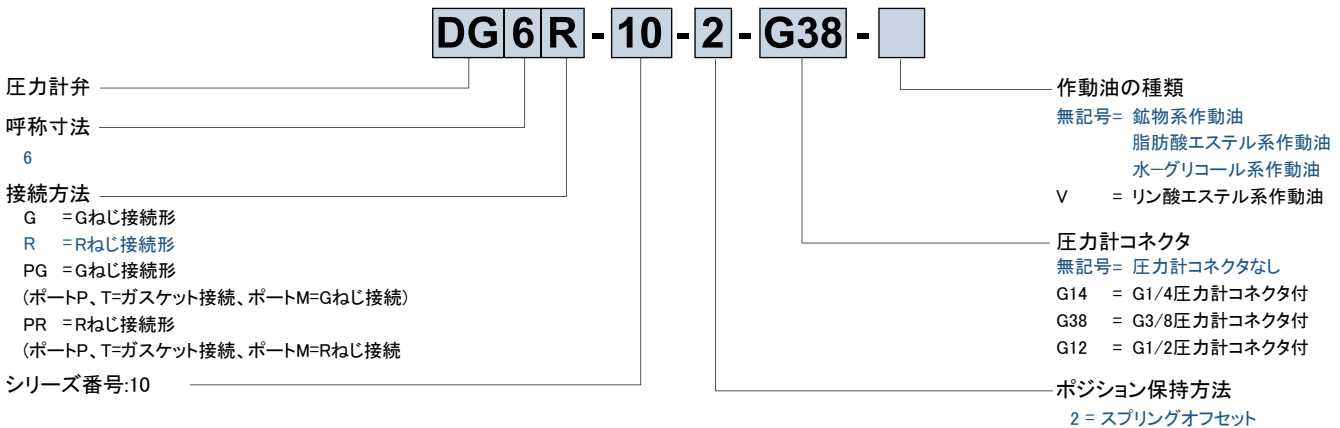 DG6R-10-2-G38-
圧力計弁
呼称寸法
6
接続方法
G =Gねじ接続形
R =Rねじ接続形
PG =Gねじ接続形
(ポートP、T=ガスケット接続、ポートM=Gねじ接続)
PR =Rねじ接続形
(ポートP、T=ガスケット接続、ポートM=Rねじ接続
シリーズ番号:10
作動油の種類
無記号= 鉱物系作動油
脂肪酸エステル系作動油
水-グリコール系作動油
V = リン酸エステル系作動油
圧力計コネクタ
無記号= 圧力計コネクタなし
G14 = G1/4圧力計コネクタ付
G38 = G3/8圧力計コネクタ付
G12 = G1/2圧力計コネクタ付
ポジション保持方法
2 = スプリングオフセット